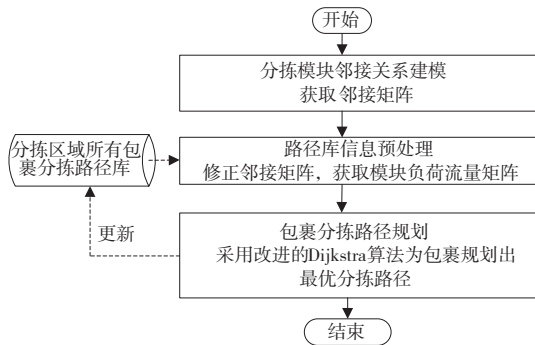 开始
分拣模块邻接关系建模
获取邻接矩阵
分拣区域所有包
裹分拣路径库
路径库信息预处理
修正邻接矩阵，获取模块负荷流量矩阵
更新
包裹分拣路径规划
采用改进的Dijkstra算法为包裹规划出
最优分拣路径
结束